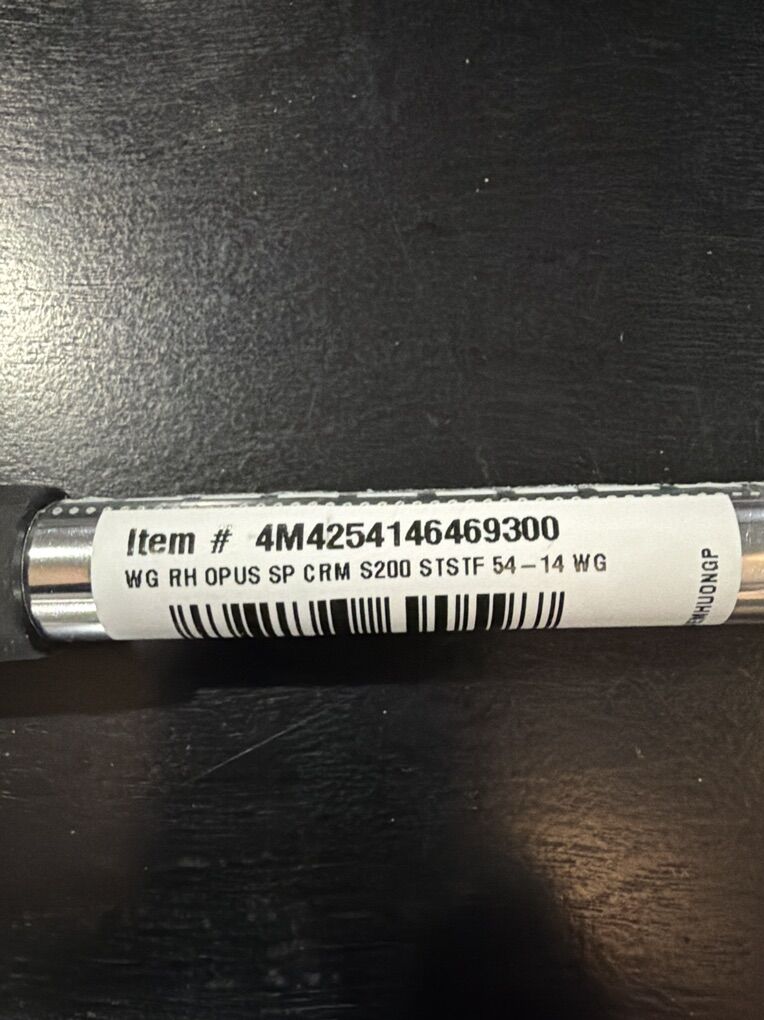 Item # 4M4254146469300
WG RH OPUS SP CRM S200 STSTF 54-14 WG